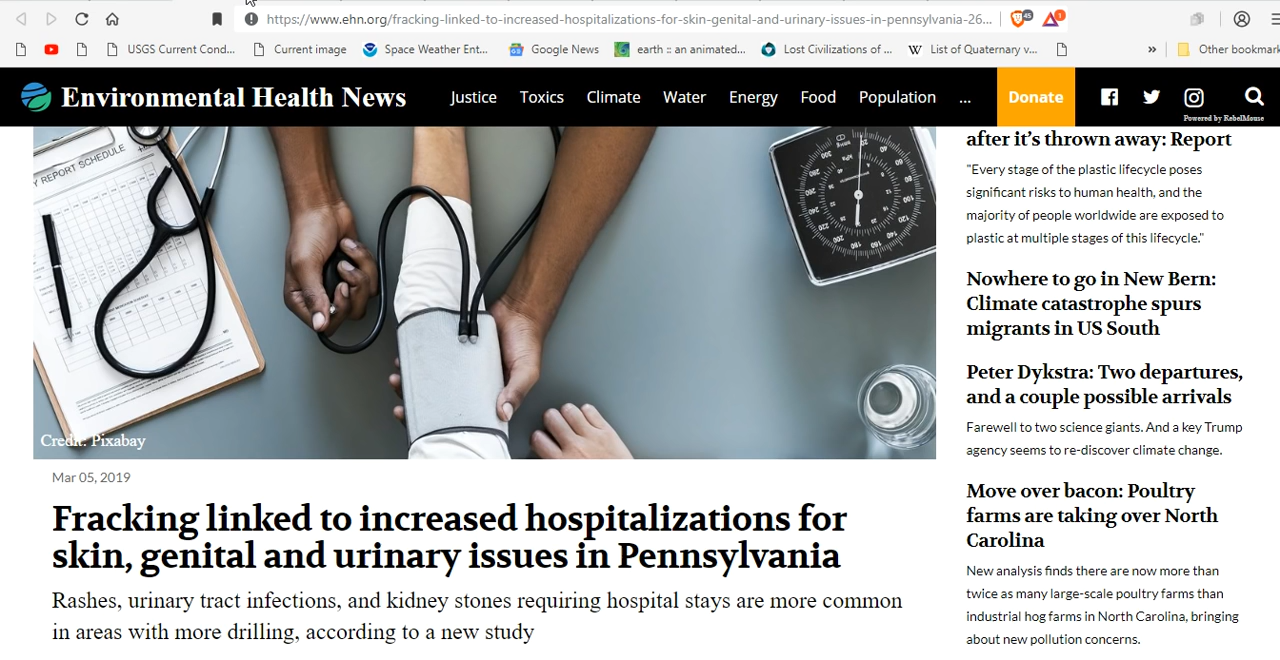 https://www.ehn.org/fracking-linked-to-increased-hospitalizations-for-skin-genital-and-urinary-issues-in-pennsylvania-26...
45
1
USGS Current Cond...
Current image
Space Weather Ent...
Google News
earth :: an animated...
Lost Civilizations of ...
W
List of Quaternary v...
»
Other bookmark
Environmental Health News
Justice
Toxics
Climate
Water
Energy
Food
Population
...
Donate
Powered by RebelMouse
Y REPORT SCHEDULE
Credit: Pixabay
Mar 05, 2019
Fracking linked to increased hospitalizations for
skin, genital and urinary issues in Pennsylvania
Rashes, urinary tract infections, and kidney stones requiring hospital stays are more common
in areas with more drilling, according to a new study
after it's thrown away: Report
"Every stage of the plastic lifecycle poses
significant risks to human health, and the
majority of people worldwide are exposed to
plastic at multiple stages of this lifecycle."
Nowhere to go in New Bern:
Climate catastrophe spurs
migrants in US South
Peter Dykstra: Two departures,
and a couple possible arrivals
Farewell to two science giants. And a key Trump
agency seems to re-discover climate change.
Move over bacon: Poultry
farms are taking over North
Carolina
New analysis finds there are now more than
twice as many large-scale poultry farms than
industrial hog farms in North Carolina, bringing
about new pollution concerns.